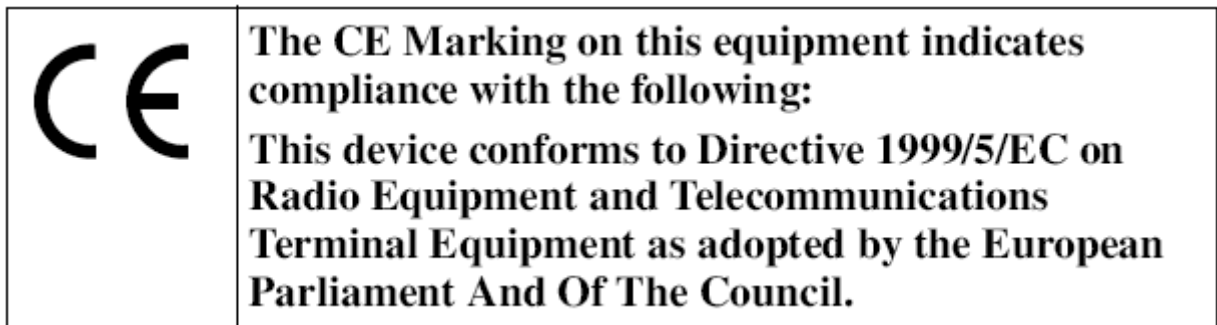 CE
The CE Marking on this equipment indicates
compliance with the following:
This device conforms to Directive 1999/5/EC on
Radio Equipment and Telecommunications
Terminal Equipment as adopted by the European
Parliament And Of The Council.